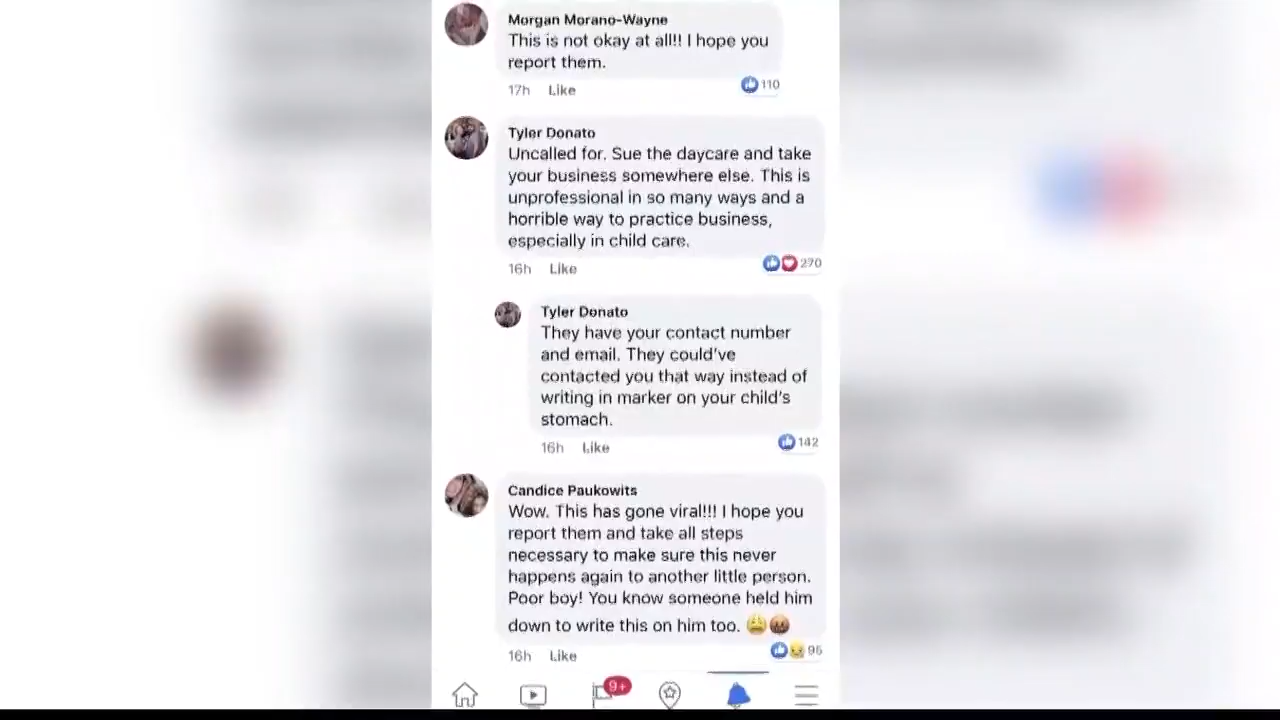 Morgan Morano-Wayne
This is not okay at all!! I hope you
report them.
17h Like 110
Tyler Donato
Uncalled for. Sue the daycare and take
your business somewhere else. This is
unprofessional in so many ways and a
horrible way to practice business,
especially in child care.
16h Like 270
Tyler Donato
They have your contact number
and email. They could've
contacted you that way instead of
writing in marker on your child's
stomach.
16h Like 142
Candice Paukowits
Wow. This has gone viral!!! I hope you
report them and take all steps
necessary to make sure this never
happens again to another little person.
Poor boy! You know someone held him
down to write this on him too. 😩🤬
16h Like 96
9+